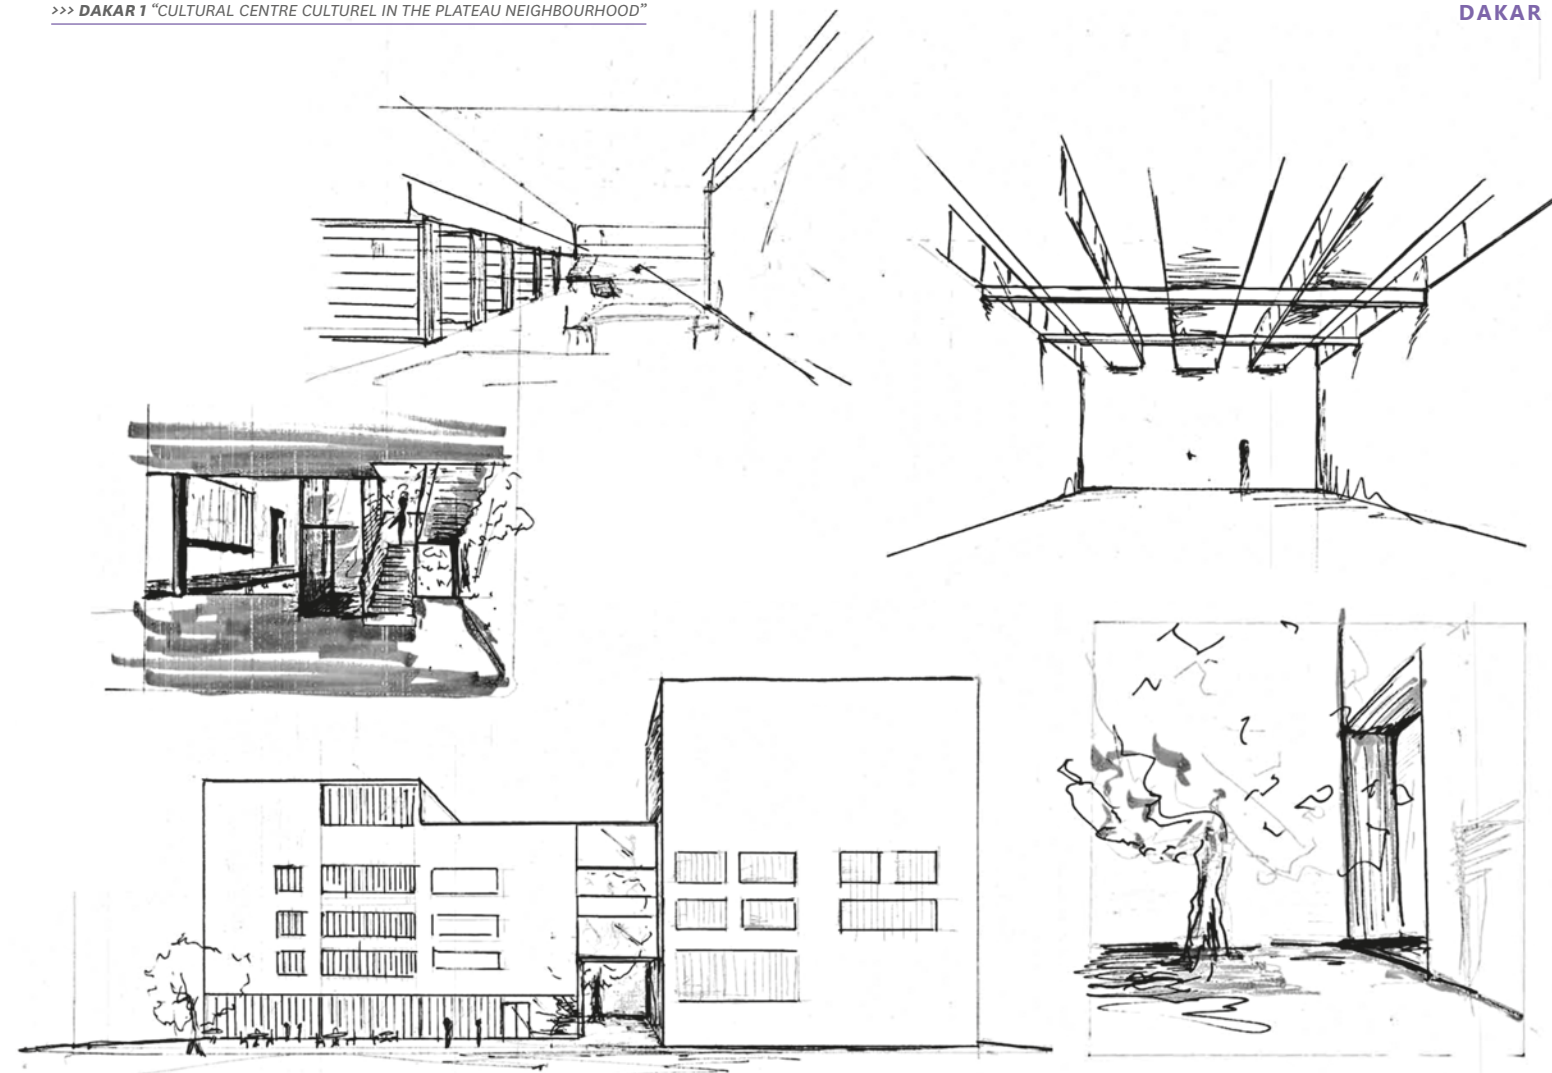 >>> DAKAR 1 “CULTURAL CENTRE CULTUREL IN THE PLATEAU NEIGHBOURHOOD”
DAKAR